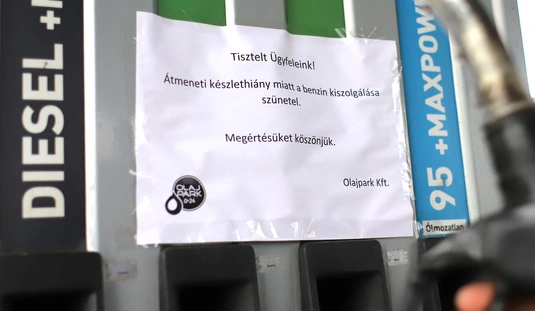 DIESEL +
Tisztelt Ügyfeleink!
Átmeneti készlethiány miatt a benzin kiszolgálása
szünetel.
Megértésüket köszönjük.
Olajpark Kft.
OLAJ
PARK
0-24
95 +MAXPOW
Ólmozatlan